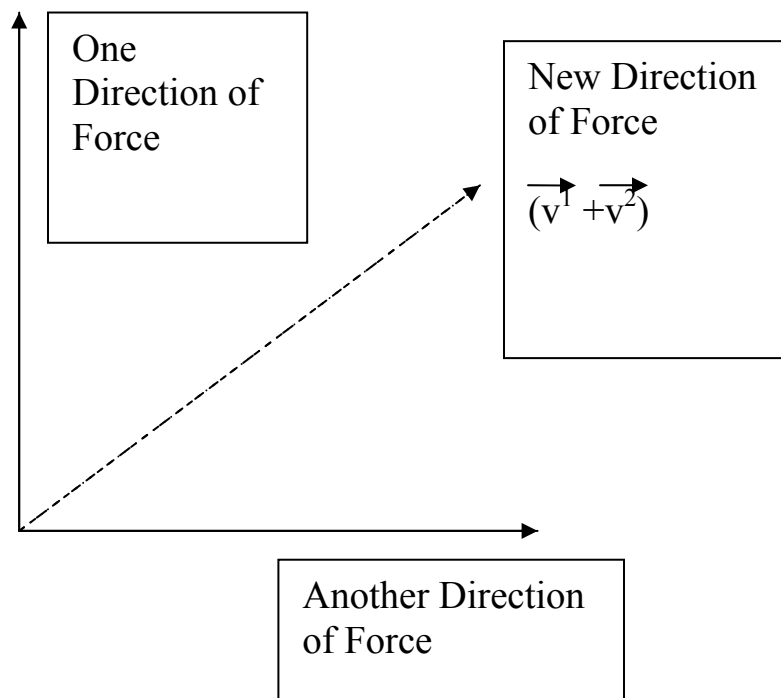 One
Direction of
Force
New Direction
of Force
(v¹ +v²)
Another Direction
of Force